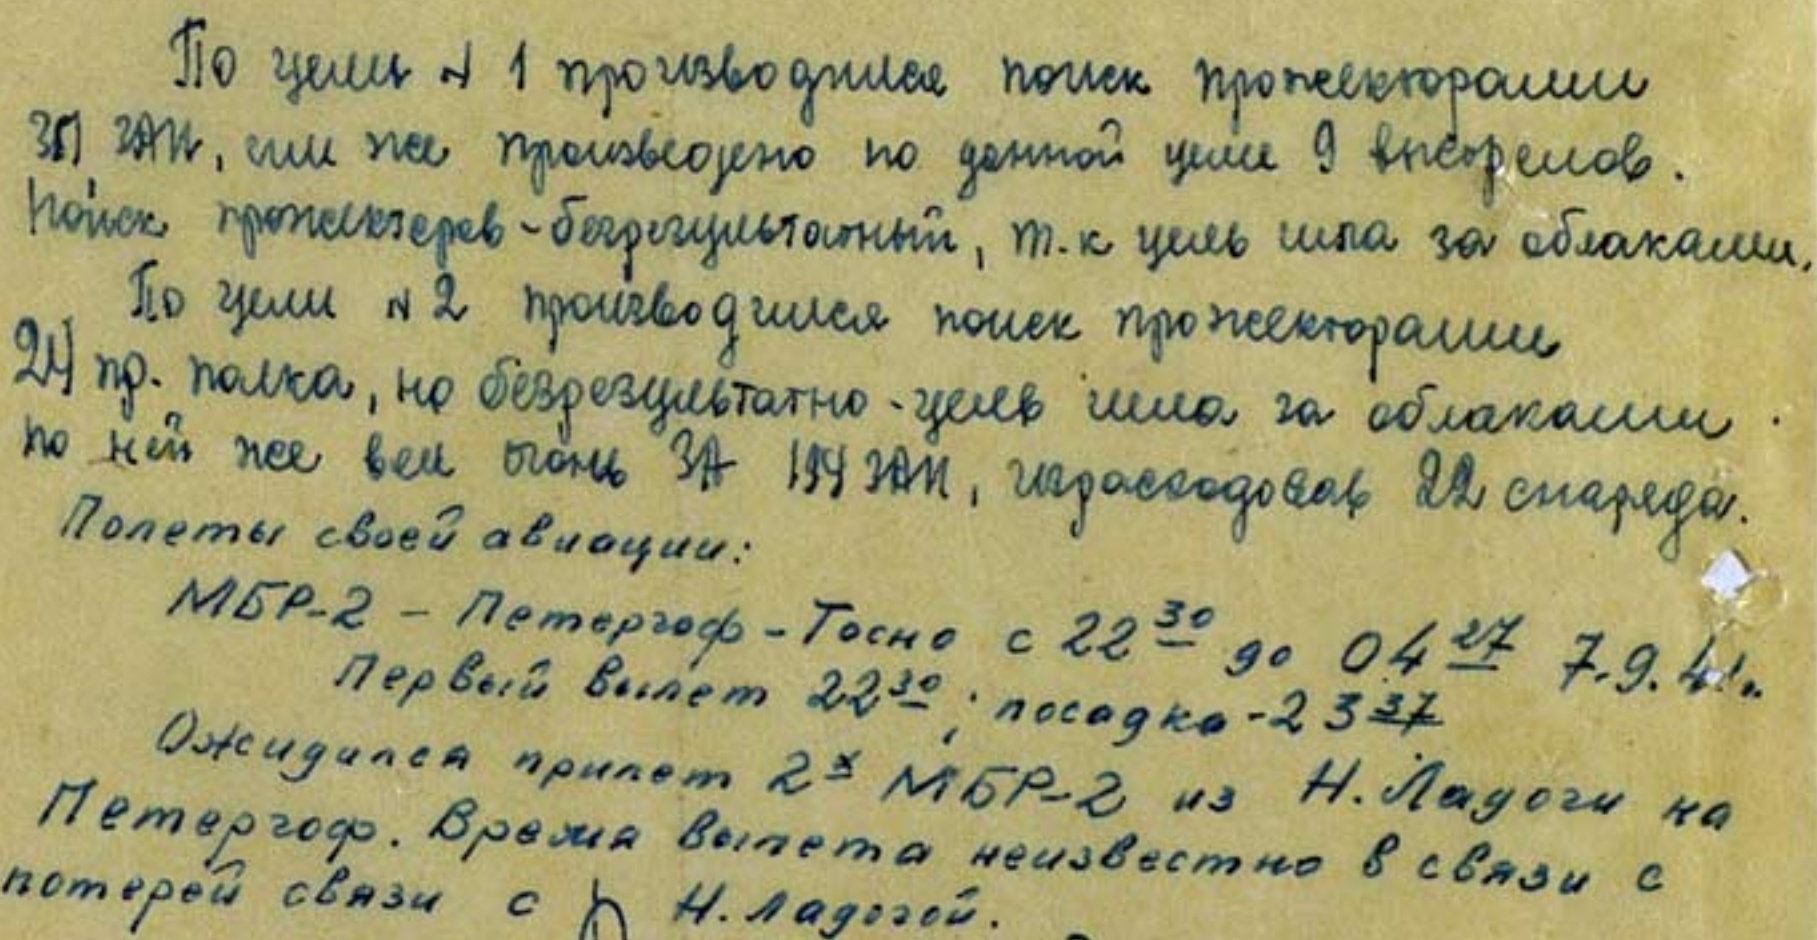 По цели № 1 производился поиск прожекторами
351 ЗАП, им же произведено по данной цели 9 выстрелов.
Поиск прожекторов - безрезультатный, т.к цель шла за облаками.
По цели № 2 производился поиск прожекторами
24 пр. полка, но безрезультатно - цель шла за облаками.
по ней же вел огонь ЗА 194 ЗАП, израсходовав 22 снаряда.
Полеты своей авиации:
МБР-2 - Петергоф - Тосно с 22 30 до 04 27 7.9.41г.
Первый вылет 22 30; посадка - 23 37
Ожидался прилет 2х МБР-2 из Н. Ладоги на
Петергоф. Время вылета неизвестно в связи с
потерей связи с Н. Ладогой.